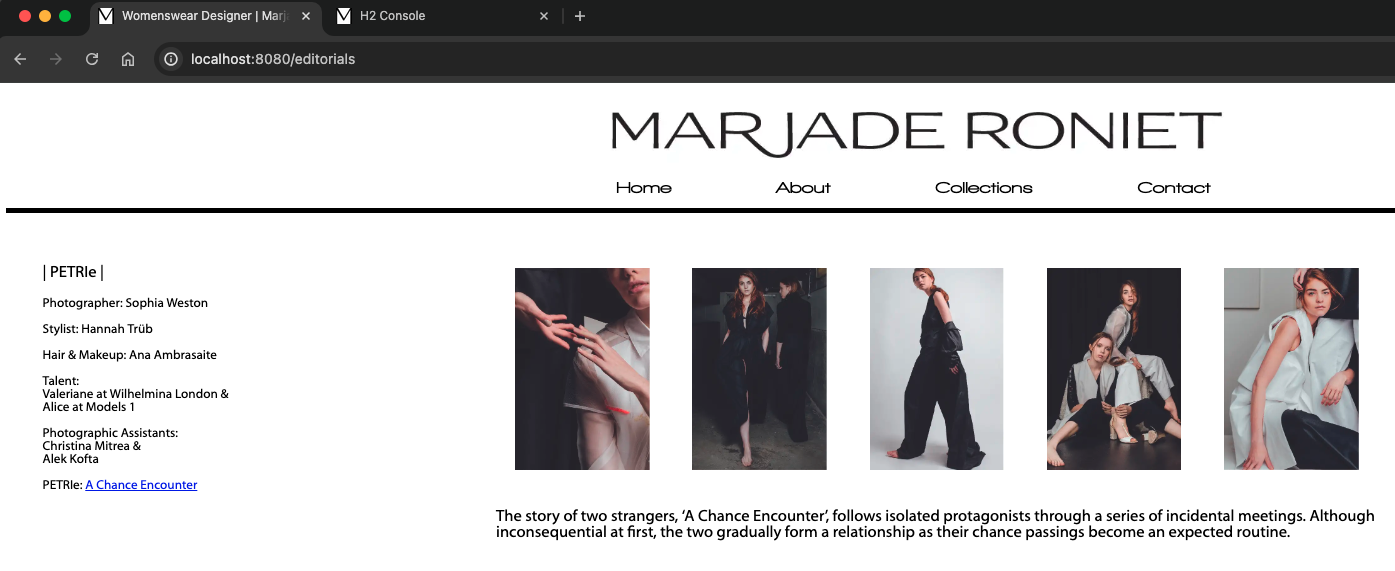 Womenswear Designer | Marj
H2 Console
localhost:8080/editorials
MARJADE RONIET
Home About Collections Contact
| PETRIe |
Photographer: Sophia Weston
Stylist: Hannah Trüb
Hair & Makeup: Ana Ambrasaite
Talent:
Valeriane at Wilhelmina London &
Alice at Models 1
Photographic Assistants:
Christina Mitrea &
Alek Kofta
PETRIe: A Chance Encounter
The story of two strangers, ‘A Chance Encounter’, follows isolated protagonists through a series of incidental meetings. Although
inconsequential at first, the two gradually form a relationship as their chance passings become an expected routine.